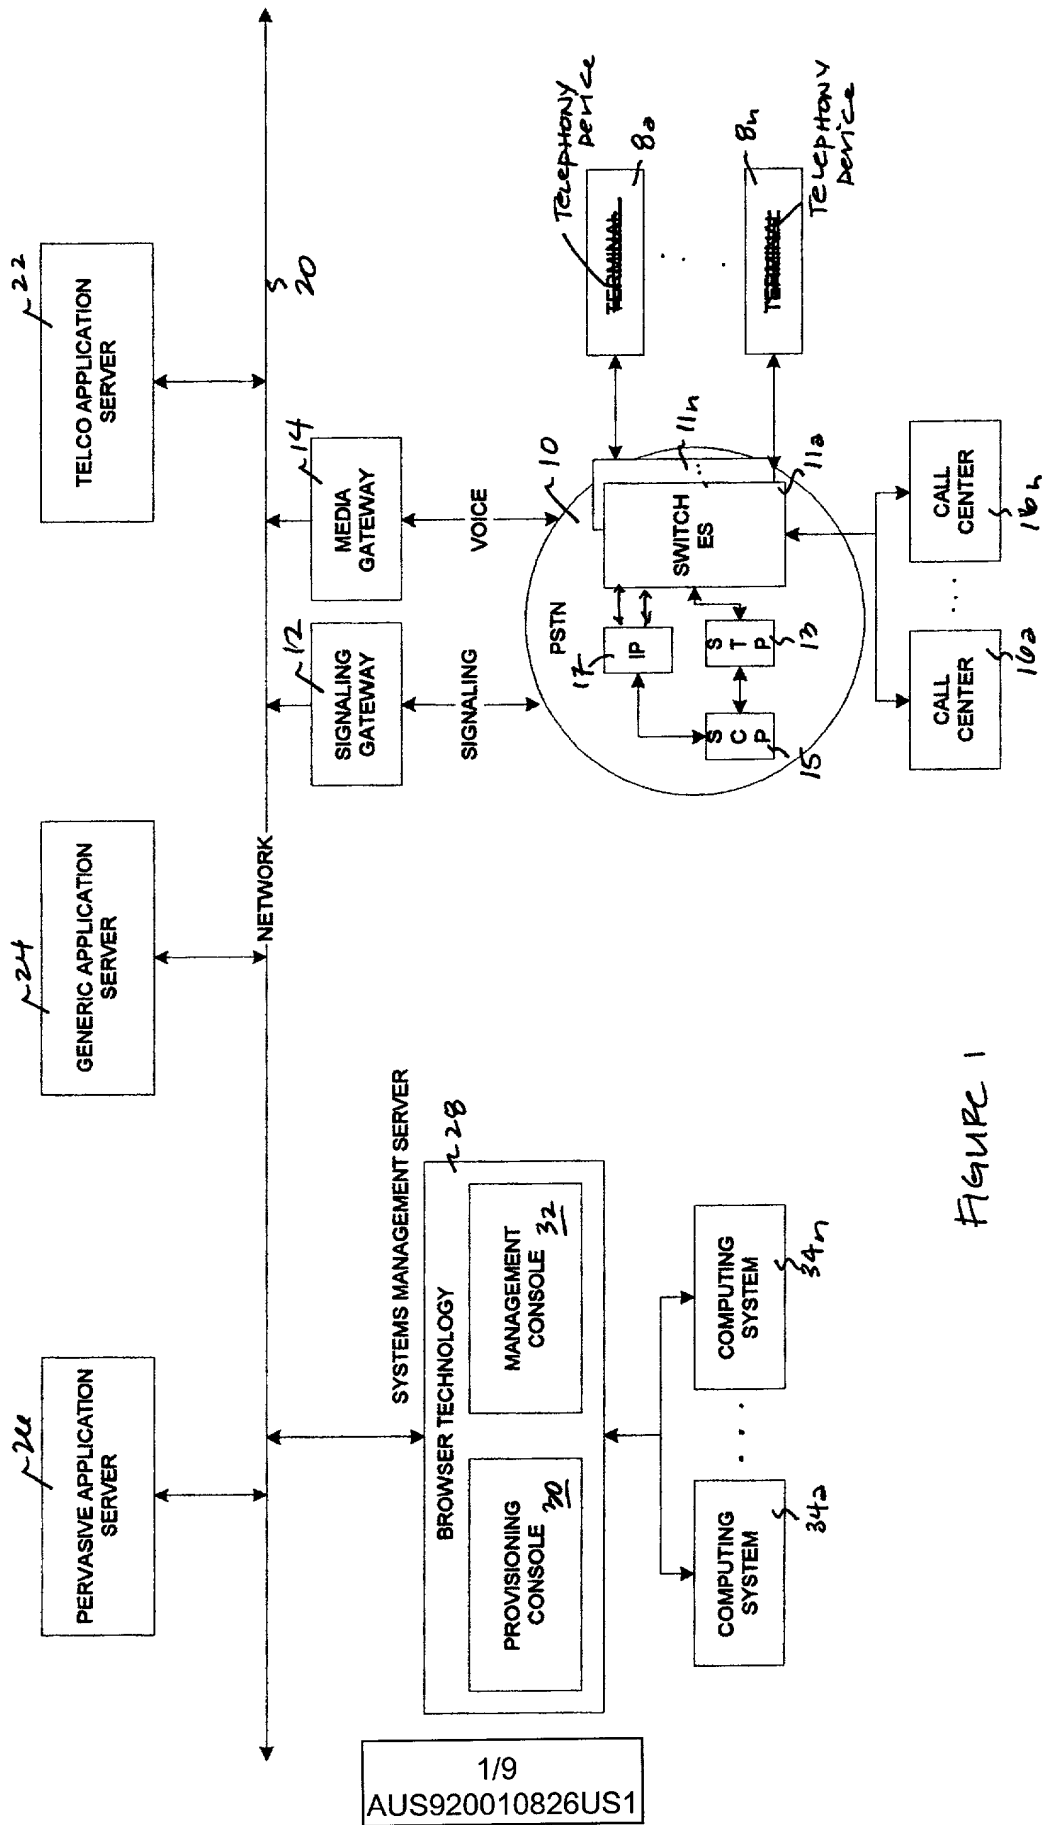 PERVASIVE APPLICATION
SERVER
26
GENERIC APPLICATION
SERVER
24
TELCO APPLICATION
SERVER
22
NETWORK
20
SYSTEMS MANAGEMENT SERVER
28
BROWSER TECHNOLOGY
PROVISIONING
CONSOLE
30
MANAGEMENT
CONSOLE
32
COMPUTING
SYSTEM
34a
. . .
COMPUTING
SYSTEM
34n
SIGNALING
GATEWAY
12
MEDIA
GATEWAY
14
SIGNALING
VOICE
10
PSTN
17
IP
SWITCH
ES
11n
...
11a
S
T
P
13
S
C
P
15
TERMINAL
Telephony
Device
8a
. . .
TERMINAL
8n
Telephony
Device
CALL
CENTER
16a
...
CALL
CENTER
16n
FIGURE 1
1/9
AUS920010826US1